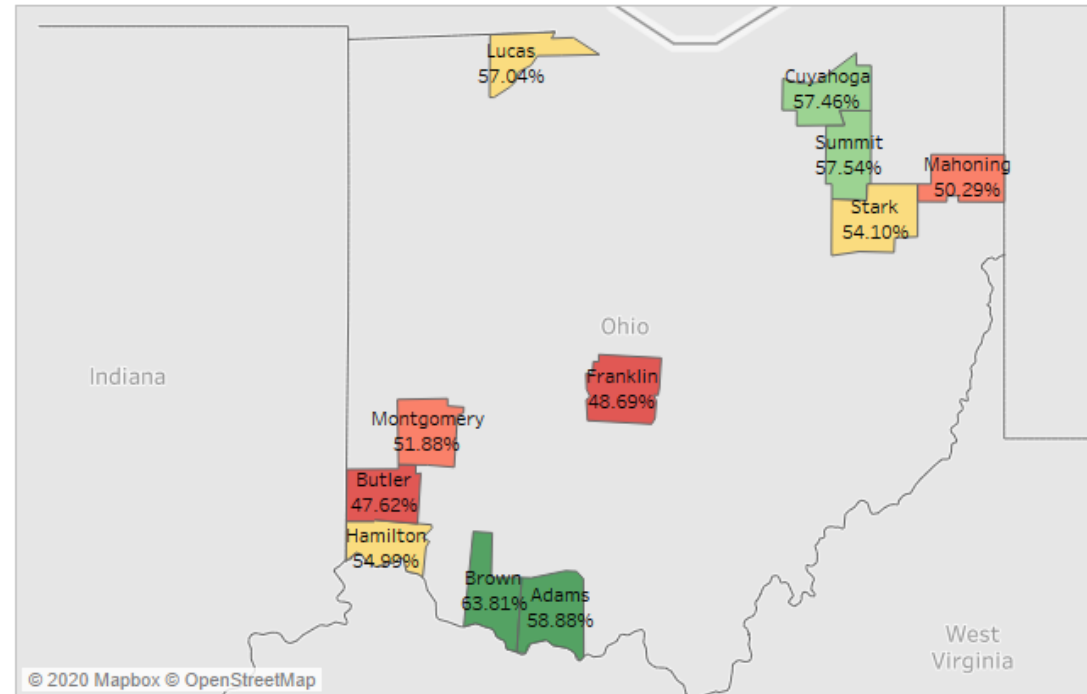 Lucas
57.04%
Cuyahoga
57.46%
Summit
57.54%
Mahoning
50.29%
Stark
54.10%
Ohio
Indiana
Franklin
48.69%
Montgomery
51.88%
Butler
47.62%
Hamilton
54.99%
Brown
63.81%
Adams
58.88%
West
Virginia
© 2020 Mapbox © OpenStreetMap